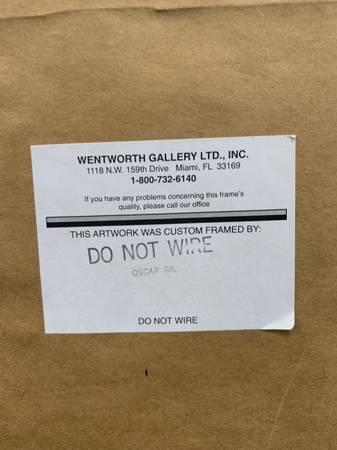 WENTWORTH GALLERY LTD., INC.
1118 N.W. 159th Drive Miami, FL 33169
1-800-732-6140
If you have any problems concerning this frame's
quality, please call our office
THIS ARTWORK WAS CUSTOM FRAMED BY:
DO NOT WIRE
OSCAR GIL
DO NOT WIRE